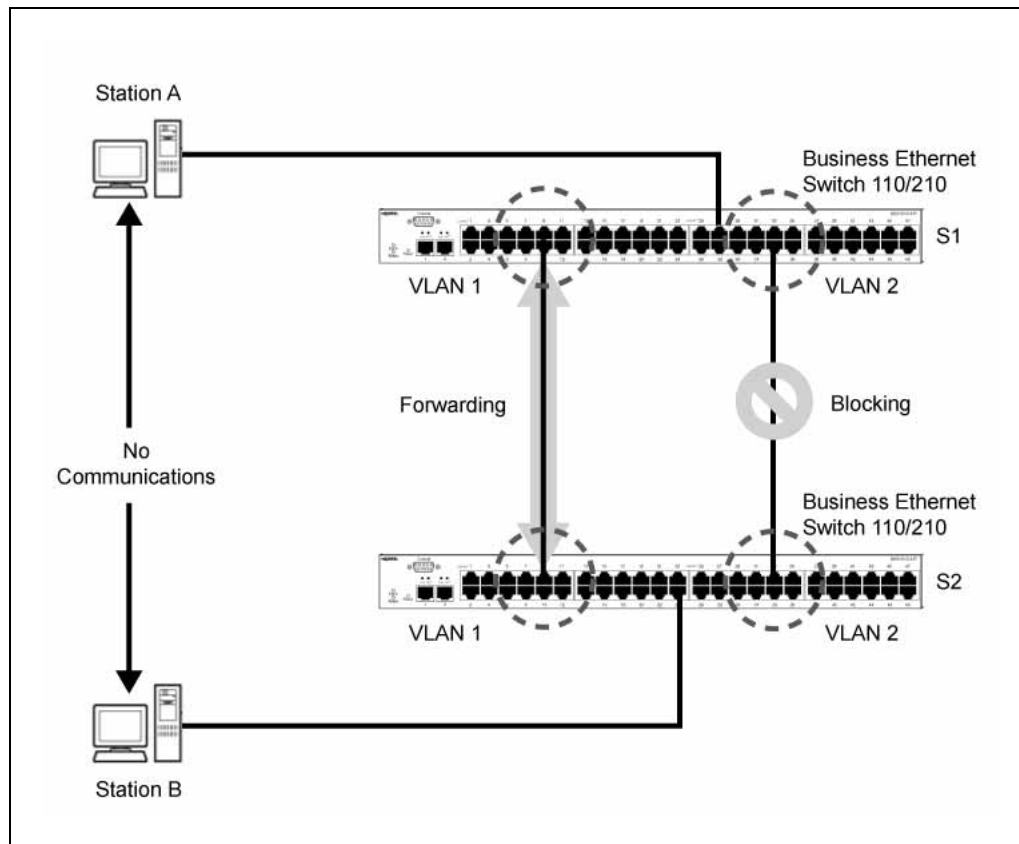 Station A
Business Ethernet
Switch 110/210
S1
VLAN 1
VLAN 2
Forwarding
Blocking
No
Communications
Business Ethernet
Switch 110/210
S2
VLAN 1
VLAN 2
Station B